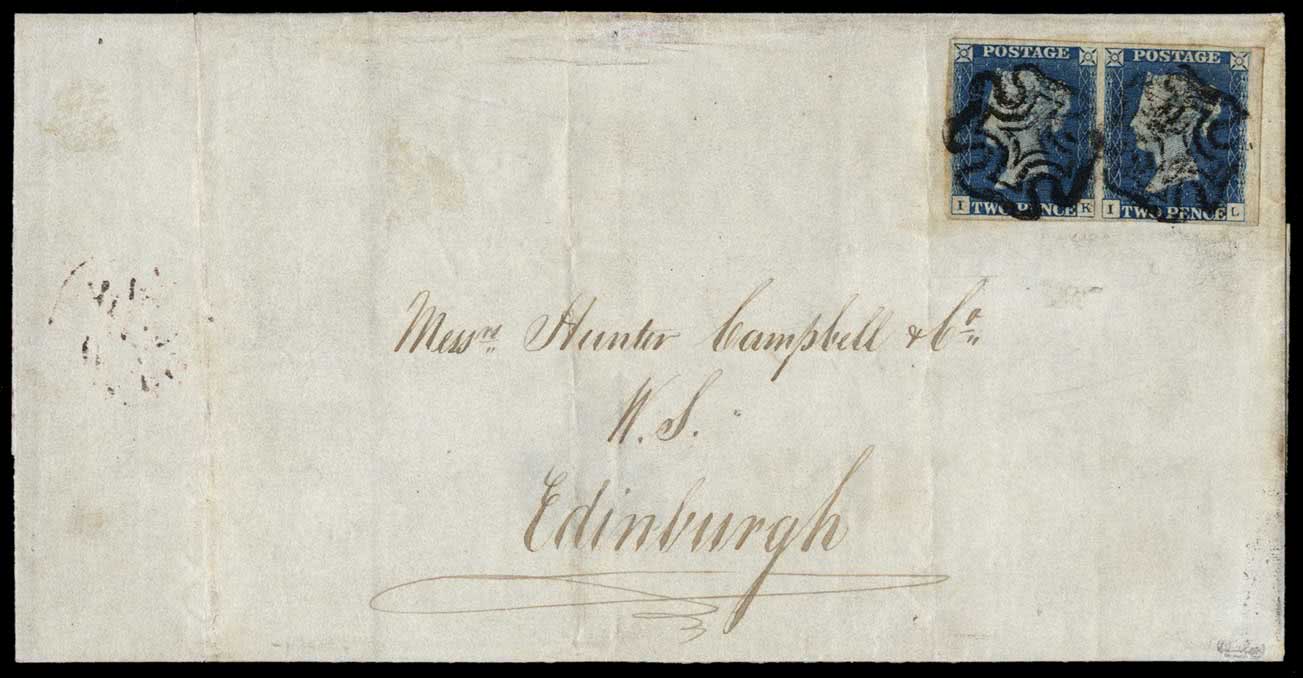 POSTAGE POSTAGE
I TWO PENCE K I TWO PENCE L
Messrs Hunter Campbell & Co
W. S.
Edinburgh